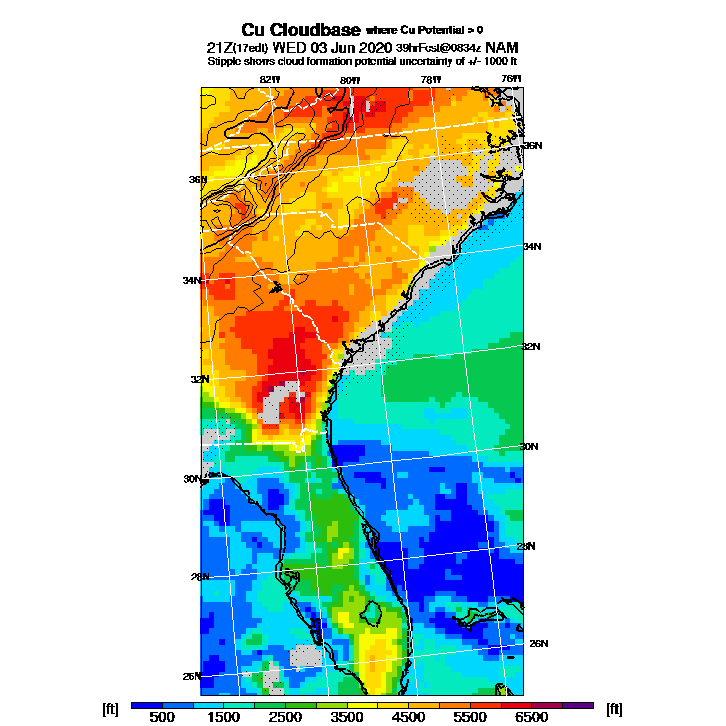 Cu Cloudbase where Cu Potential > 0
21Z(17edt) WED 03 Jun 2020 39hrFcst@0834z NAM
Stipple shows cloud formation potential uncertainty of +/- 1000 ft
82W 80W 78W 76W
36N
36N
34N
34N
32N
32N
30N
30N
28N
28N
26N
26N
[ft] [ft]
500 1500 2500 3500 4500 5500 6500